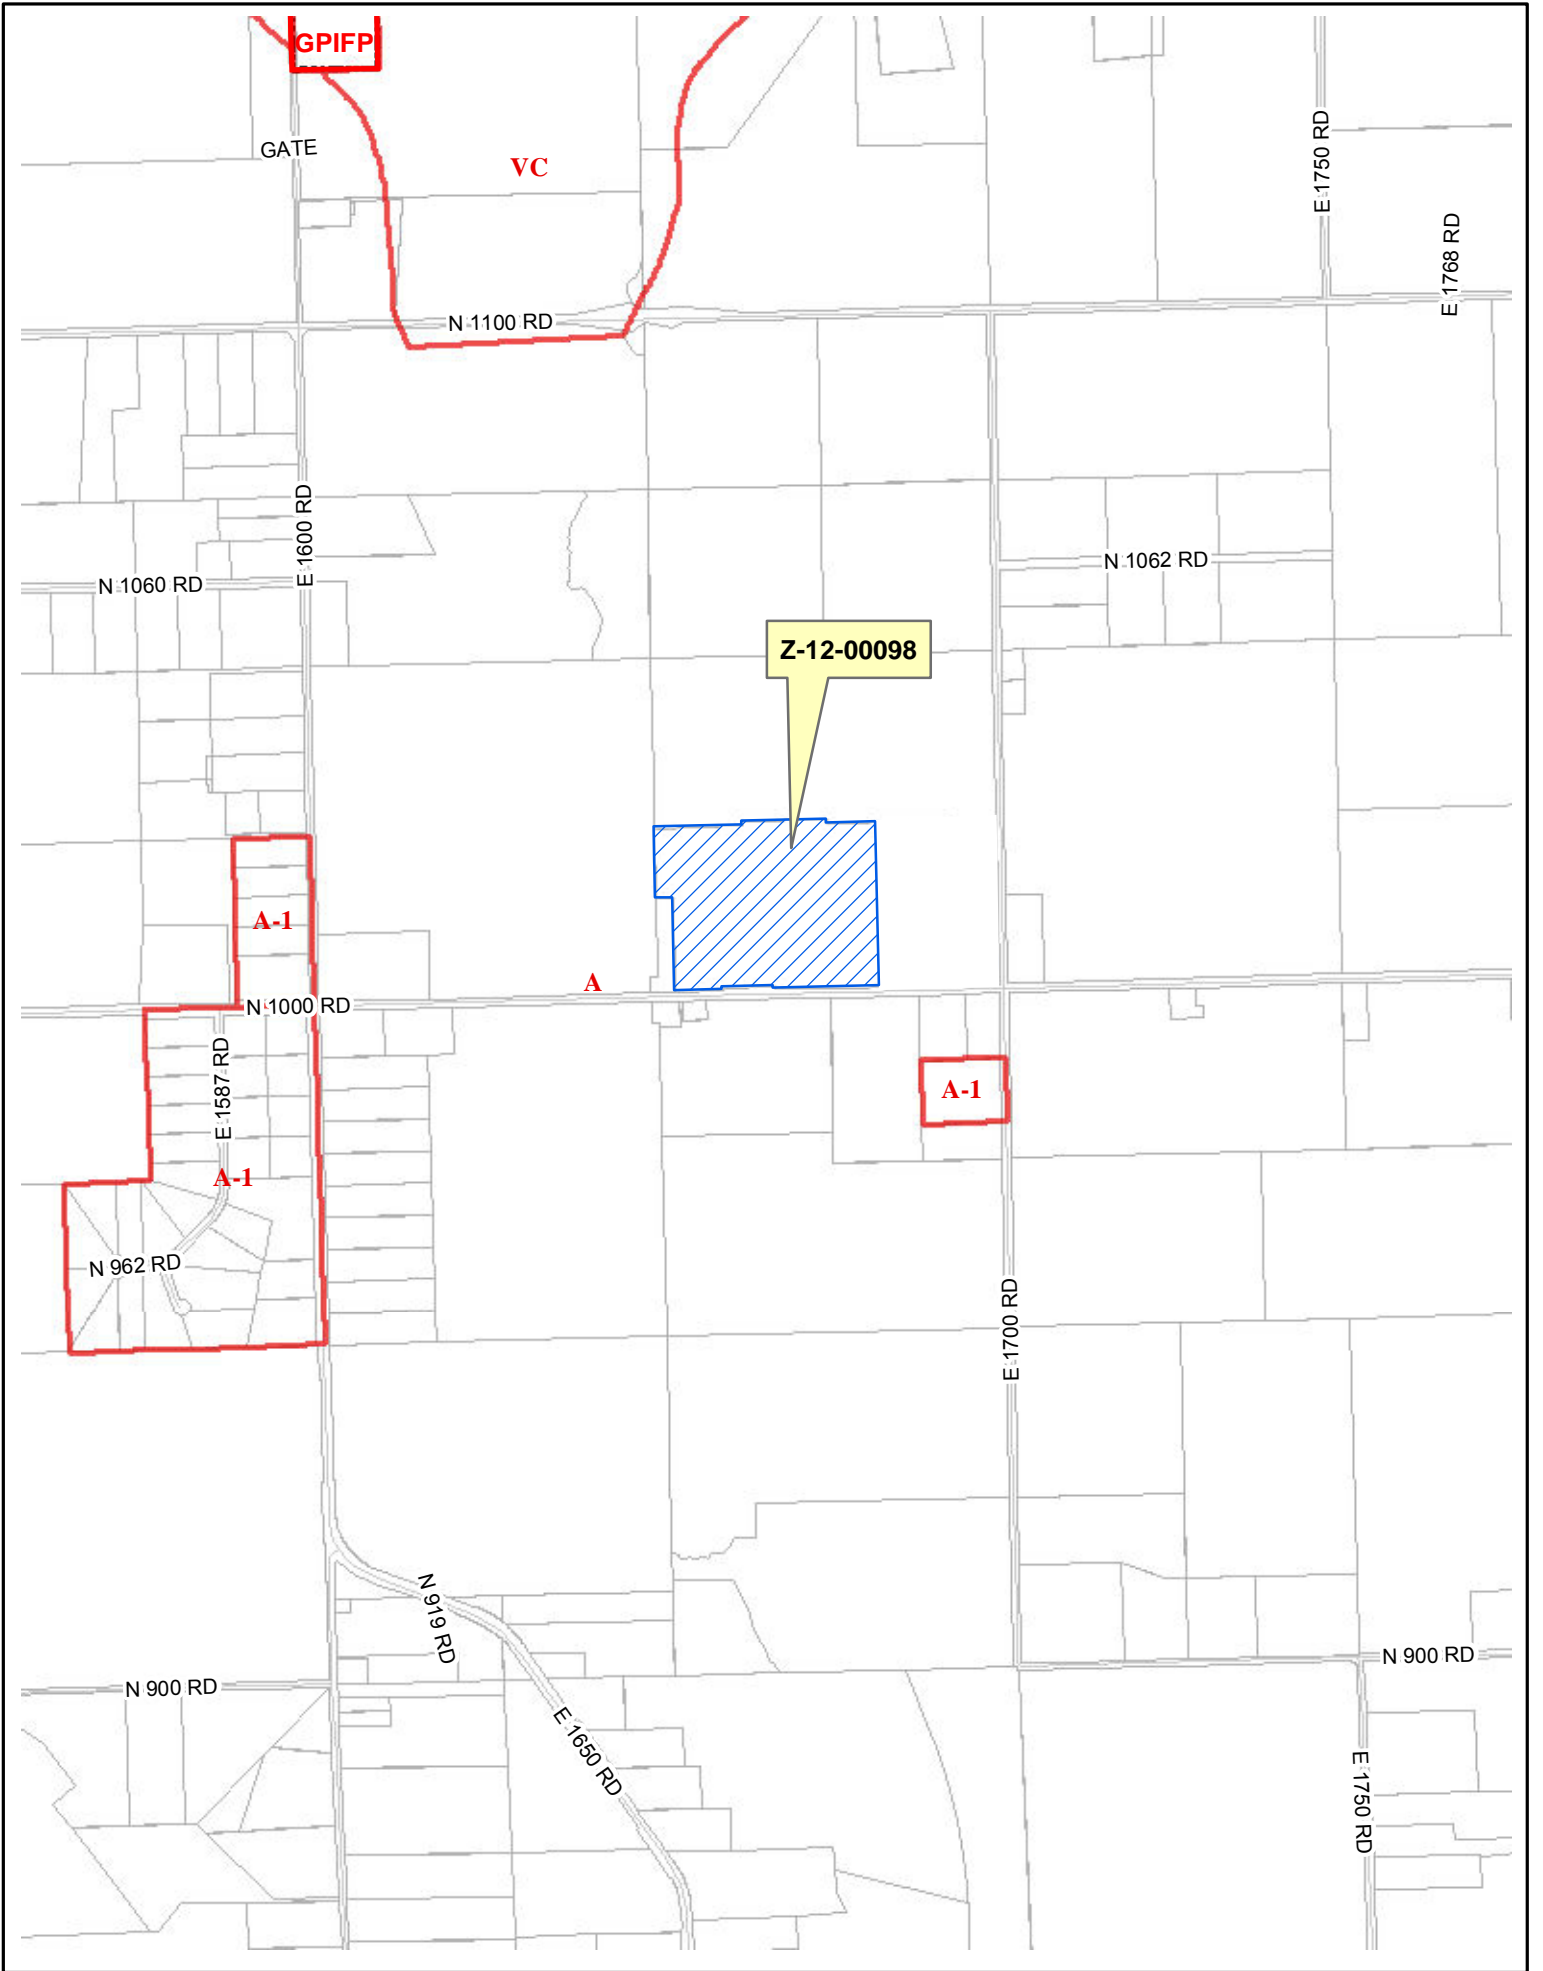 GPIFP
GATE
VC
E 1750 RD
E 1768 RD
N 1100 RD
E 1600 RD
N 1060 RD
N 1062 RD
Z-12-00098
A-1
A
N 1000 RD
E 1587 RD
A-1
A-1
N 962 RD
E 1700 RD
N 919 RD
N 900 RD
N 900 RD
E 1650 RD
E 1750 RD